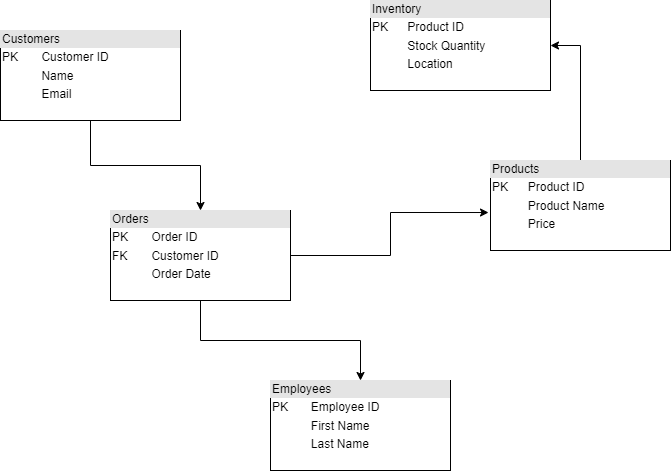 Inventory
PK Product ID
Stock Quantity
Location
Customers
PK Customer ID
Name
Email
Products
PK Product ID
Product Name
Price
Orders
PK Order ID
FK Customer ID
Order Date
Employees
PK Employee ID
First Name
Last Name